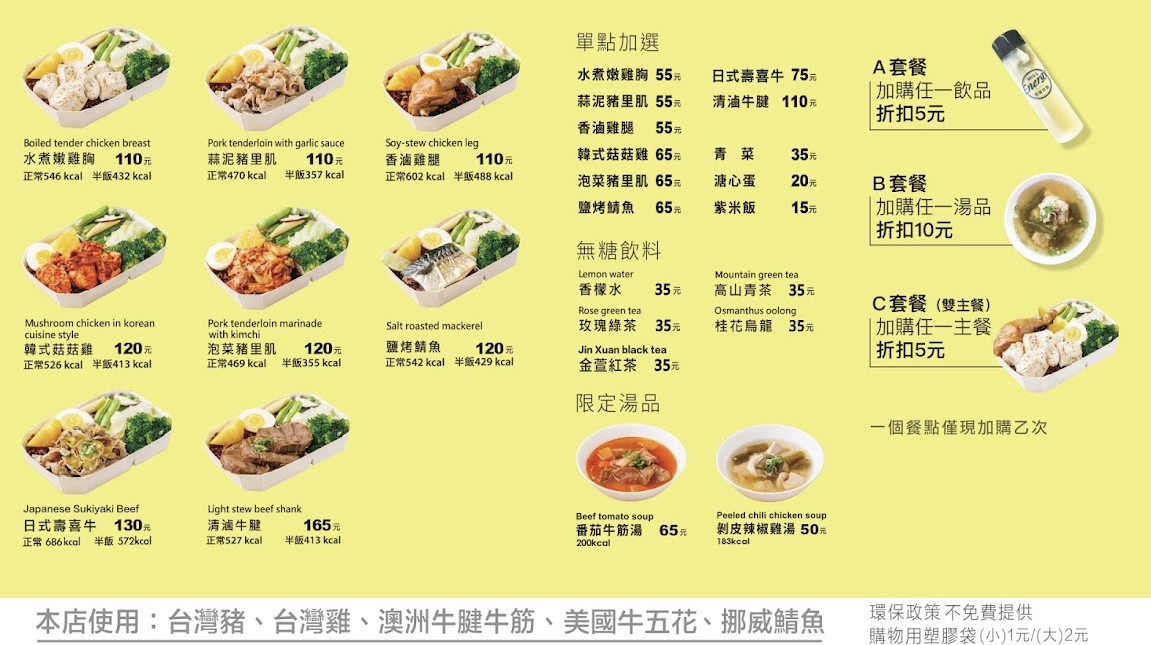 Boiled tender chicken breast
水煮嫩雞胸 110元
正常546 kcal 半飯432 kcal
Pork tenderloin with garlic sauce
蒜泥豬里肌 110元
正常470 kcal 半飯357 kcal
Soy-stew chicken leg
香滷雞腿 110元
正常602 kcal 半飯488 kcal
Mushroom chicken in korean
cuisine style
韓式菇菇雞 120元
正常526 kcal 半飯413 kcal
Pork tenderloin marinade
with kimchi
泡菜豬里肌 120元
正常469 kcal 半飯355 kcal
Salt roasted mackerel
鹽烤鯖魚 120元
正常542 kcal 半飯429 kcal
Japanese Sukiyaki Beef
日式壽喜牛 130元
正常 686kcal 半飯 572kcal
Light stew beef shank
清滷牛腱 165元
正常527 kcal 半飯413 kcal
單點加選
水煮嫩雞胸 55元 日式壽喜牛 75元
蒜泥豬里肌 55元 清滷牛腱 110元
香滷雞腿 55元
韓式菇菇雞 65元 青 菜 35元
泡菜豬里肌 65元 溏心蛋 20元
鹽烤鯖魚 65元 紫米飯 15元
無糖飲料
Lemon water
香檬水 35元
Mountain green tea
高山青茶 35元
Rose green tea
玫瑰綠茶 35元
Osmanthus oolong
桂花烏龍 35元
Jin Xuan black tea
金萱紅茶 35元
限定湯品
Beef tomato soup
番茄牛筋湯 65元
200kcal
Peeled chili chicken soup
剝皮辣椒雞湯 50元
183kcal
A套餐
加購任一飲品
折扣5元
Energy
B套餐
加購任一湯品
折扣10元
C套餐 (雙主餐)
加購任一主餐
折扣5元
一個餐點僅現加購乙次
本店使用：台灣豬、台灣雞、澳洲牛腱牛筋、美國牛五花、挪威鯖魚
環保政策 不免費提供
購物用塑膠袋(小)1元/(大)2元